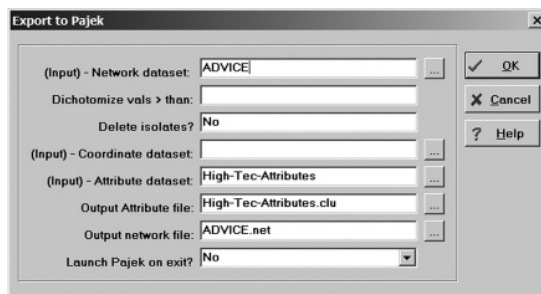 Export to Pajek
(Input) - Network dataset: ADVICE ...
Dichotomize vals > than:
Delete isolates? No
(Input) - Coordinate dataset: ...
(Input) - Attribute dataset: High-Tec-Attributes ...
Output Attribute file: High-Tec-Attributes.clu ...
Output network file: ADVICE.net ...
Launch Pajek on exit? No
OK
Cancel
? Help